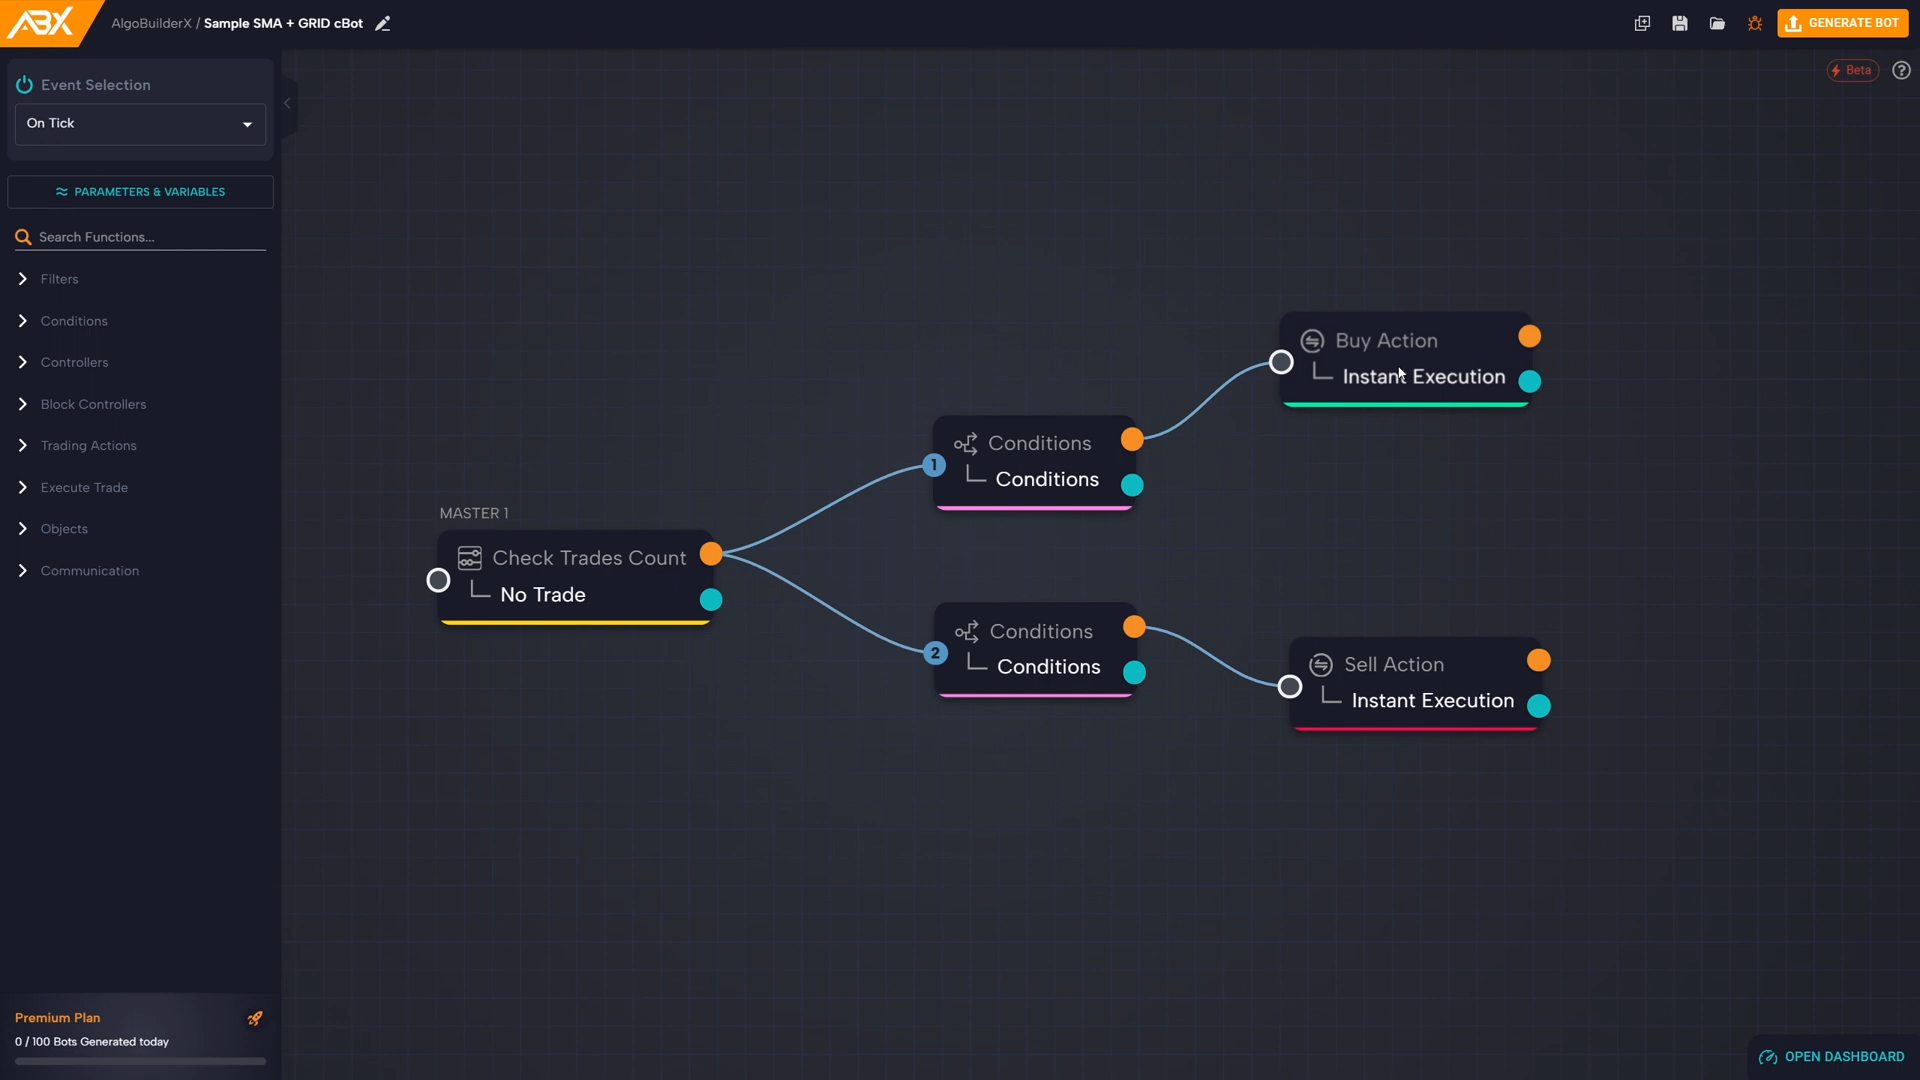 ABX
AlgoBuilderX / Sample SMA + GRID cBot
GENERATE BOT
Beta
Event Selection
On Tick
PARAMETERS & VARIABLES
Search Functions...
Filters
Conditions
Controllers
Block Controllers
Trading Actions
Execute Trade
Objects
Communication
Buy Action
Instant Execution
1
Conditions
Conditions
MASTER 1
Check Trades Count
No Trade
2
Conditions
Conditions
Sell Action
Instant Execution
Premium Plan
0 / 100 Bots Generated today
OPEN DASHBOARD